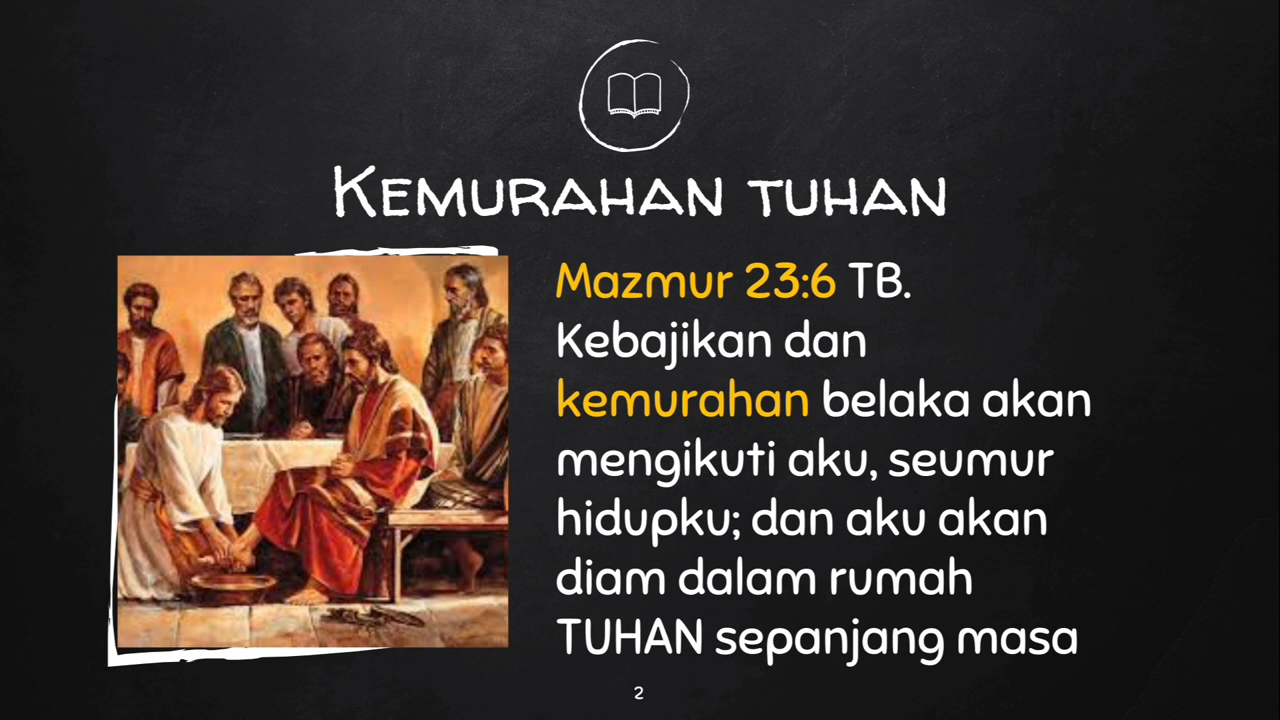 KEMURAHAN TUHAN
Mazmur 23:6 TB.
Kebajikan dan
kemurahan belaka akan
mengikuti aku, seumur
hidupku; dan aku akan
diam dalam rumah
TUHAN sepanjang masa
2